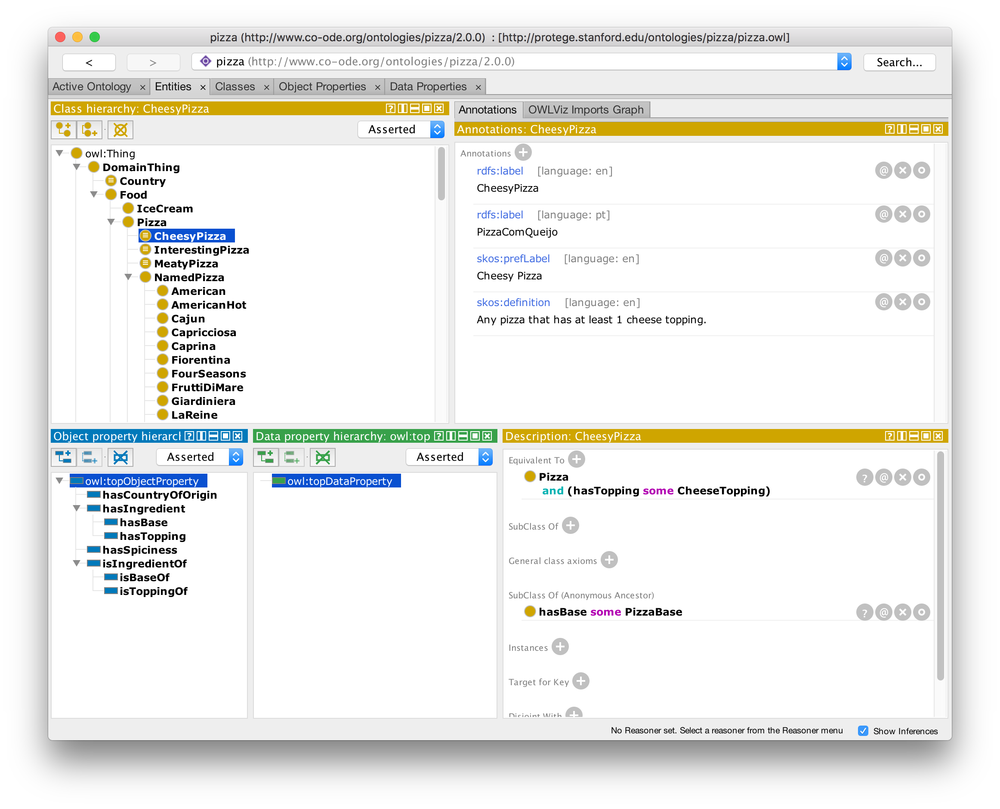 pizza (http://www.co-ode.org/ontologies/pizza/2.0.0)  : [http://protege.stanford.edu/ontologies/pizza/pizza.owl]
< > pizza (http://www.co-ode.org/ontologies/pizza/2.0.0) Search...
Active Ontology × Entities × Classes × Object Properties × Data Properties ×
Class hierarchy: CheesyPizza
Asserted
owl:Thing
DomainThing
Country
Food
IceCream
Pizza
CheesyPizza
InterestingPizza
MeatyPizza
NamedPizza
American
AmericanHot
Cajun
Capricciosa
Caprina
Fiorentina
FourSeasons
FruttiDiMare
Giardiniera
LaReine
Annotations OWLViz Imports Graph
Annotations: CheesyPizza
Annotations
rdfs:label [language: en]
CheesyPizza
rdfs:label [language: pt]
PizzaComQueijo
skos:prefLabel [language: en]
Cheesy Pizza
skos:definition [language: en]
Any pizza that has at least 1 cheese topping.
Object property hierarch
Asserted
owl:topObjectProperty
hasCountryOfOrigin
hasIngredient
hasBase
hasTopping
hasSpiciness
isIngredientOf
isBaseOf
isToppingOf
Data property hierarchy: owl:top
Asserted
owl:topDataProperty
Description: CheesyPizza
Equivalent To
Pizza
and (hasTopping some CheeseTopping)
SubClass Of
General class axioms
SubClass Of (Anonymous Ancestor)
hasBase some PizzaBase
Instances
Target for Key
Disjoint With
No Reasoner set. Select a reasoner from the Reasoner menu Show Inferences